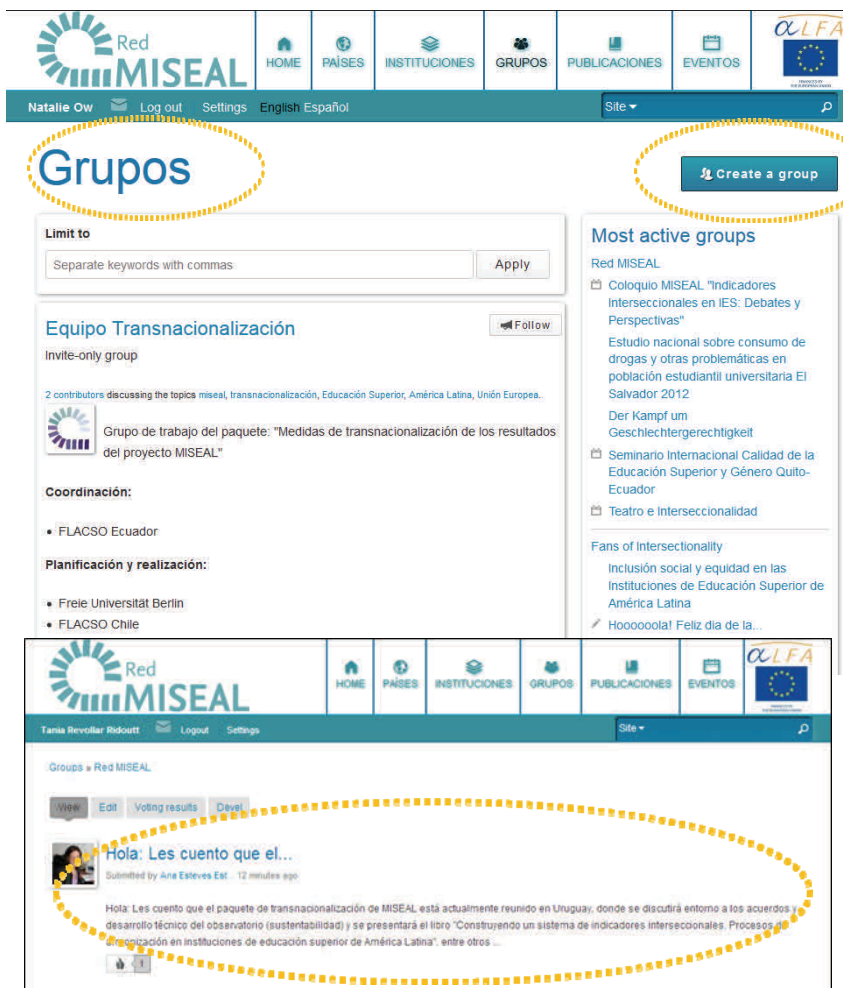 Red
MISEAL
HOME
PAÍSES
INSTITUCIONES
GRUPOS
PUBLICACIONES
EVENTOS
αLFA
Natalie Ow Log out Settings English Español
Site
Grupos
Create a group
Limit to
Separate keywords with commas
Apply
Equipo Transnacionalización
Follow
Invite-only group
2 contributors discussing the topics miseal, transnacionalización, Educación Superior, América Latina, Unión Europea.
Grupo de trabajo del paquete: "Medidas de transnacionalización de los resultados
del proyecto MISEAL"
Coordinación:
• FLACSO Ecuador
Planificación y realización:
• Freie Universität Berlin
• FLACSO Chile
Most active groups
Red MISEAL
Coloquio MISEAL "Indicadores
Interseccionales en IES: Debates y
Perspectivas"
Estudio nacional sobre consumo de
drogas y otras problemáticas en
población estudiantil universitaria El
Salvador 2012
Der Kampf um
Geschlechtergerechtigkeit
Seminario Internacional Calidad de la
Educación Superior y Género Quito-
Ecuador
Teatro e Interseccionalidad
Fans of Intersectionality
Inclusión social y equidad en las
Instituciones de Educación Superior de
América Latina
Hooooola! Feliz dia de la...
Red
MISEAL
HOME
PAÍSES
INSTITUCIONES
GRUPOS
PUBLICACIONES
EVENTOS
αLFA
Tania Revollar Ridoutt Logout Settings
Site
Groups » Red MISEAL
View Edit Voting results Devel
Hola: Les cuento que el...
Submitted by Ana Esteves Est 12 minutes ago
Hola: Les cuento que el paquete de transnacionalización de MISEAL está actualmente reunido en Uruguay, donde se discutirá entorno a los acuerdos y
desarrollo técnico del observatorio (sustentabilidad) y se presentará el libro "Construyendo un sistema de indicadores interseccionales. Procesos de
armonización en instituciones de educación superior de América Latina", entre otros ...
1